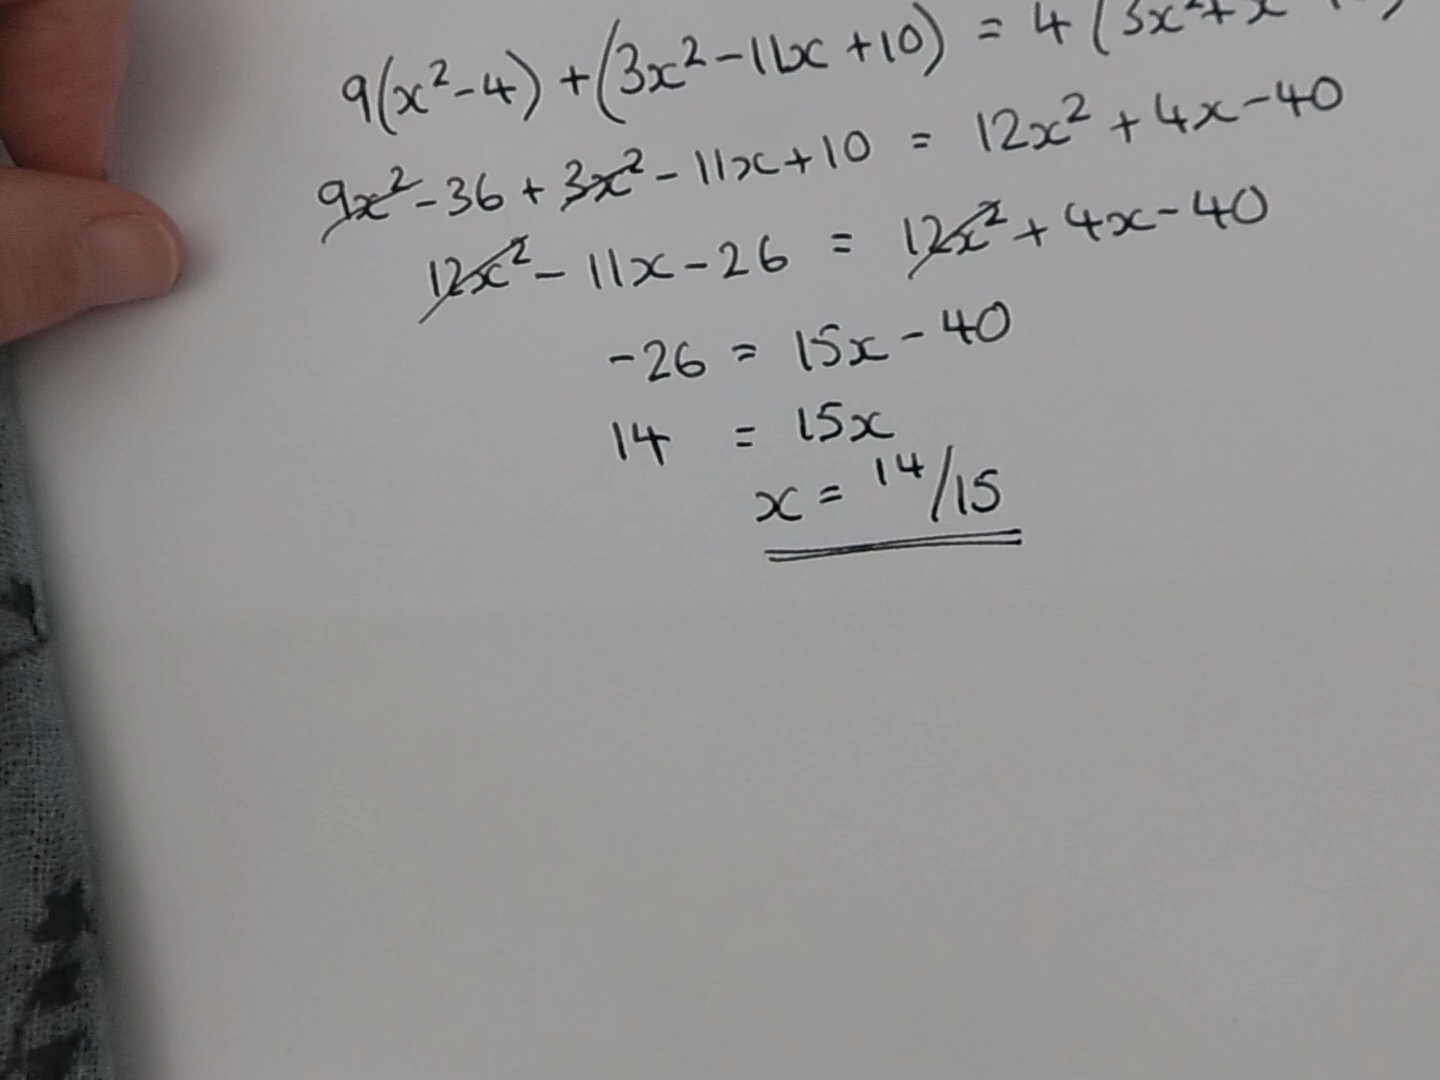 9(x²-4) + (3x²-11x+10) = 4(3x²+x
9x²-36 + 3x² - 11x+10 = 12x² + 4x-40
12x² - 11x - 26 = 12x² + 4x - 40
-26 = 15x - 40
14 = 15x
x = 14/15